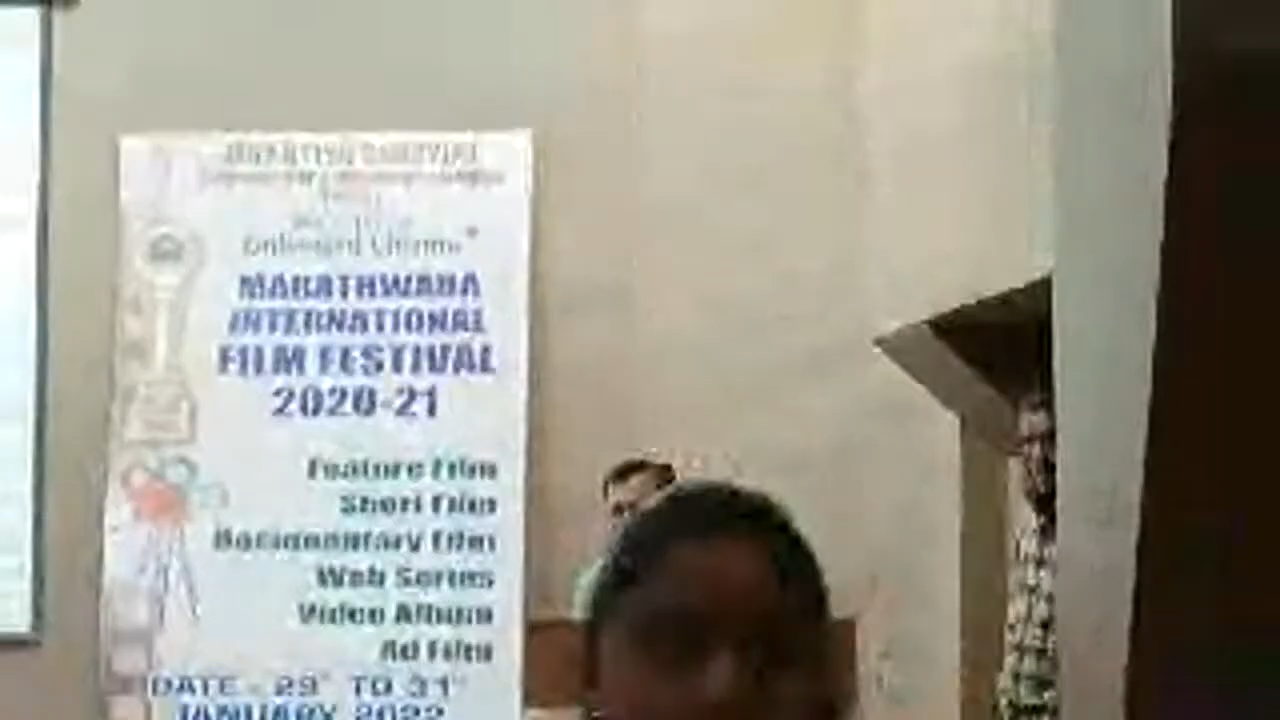 MARATHWADA
INTERNATIONAL
FILM FESTIVAL
2020-21
Feature Film
Short Film
Documentary Film
Web Series
Video Album
Ad Film
DATE - 29 TO 31
JANUARY 2022